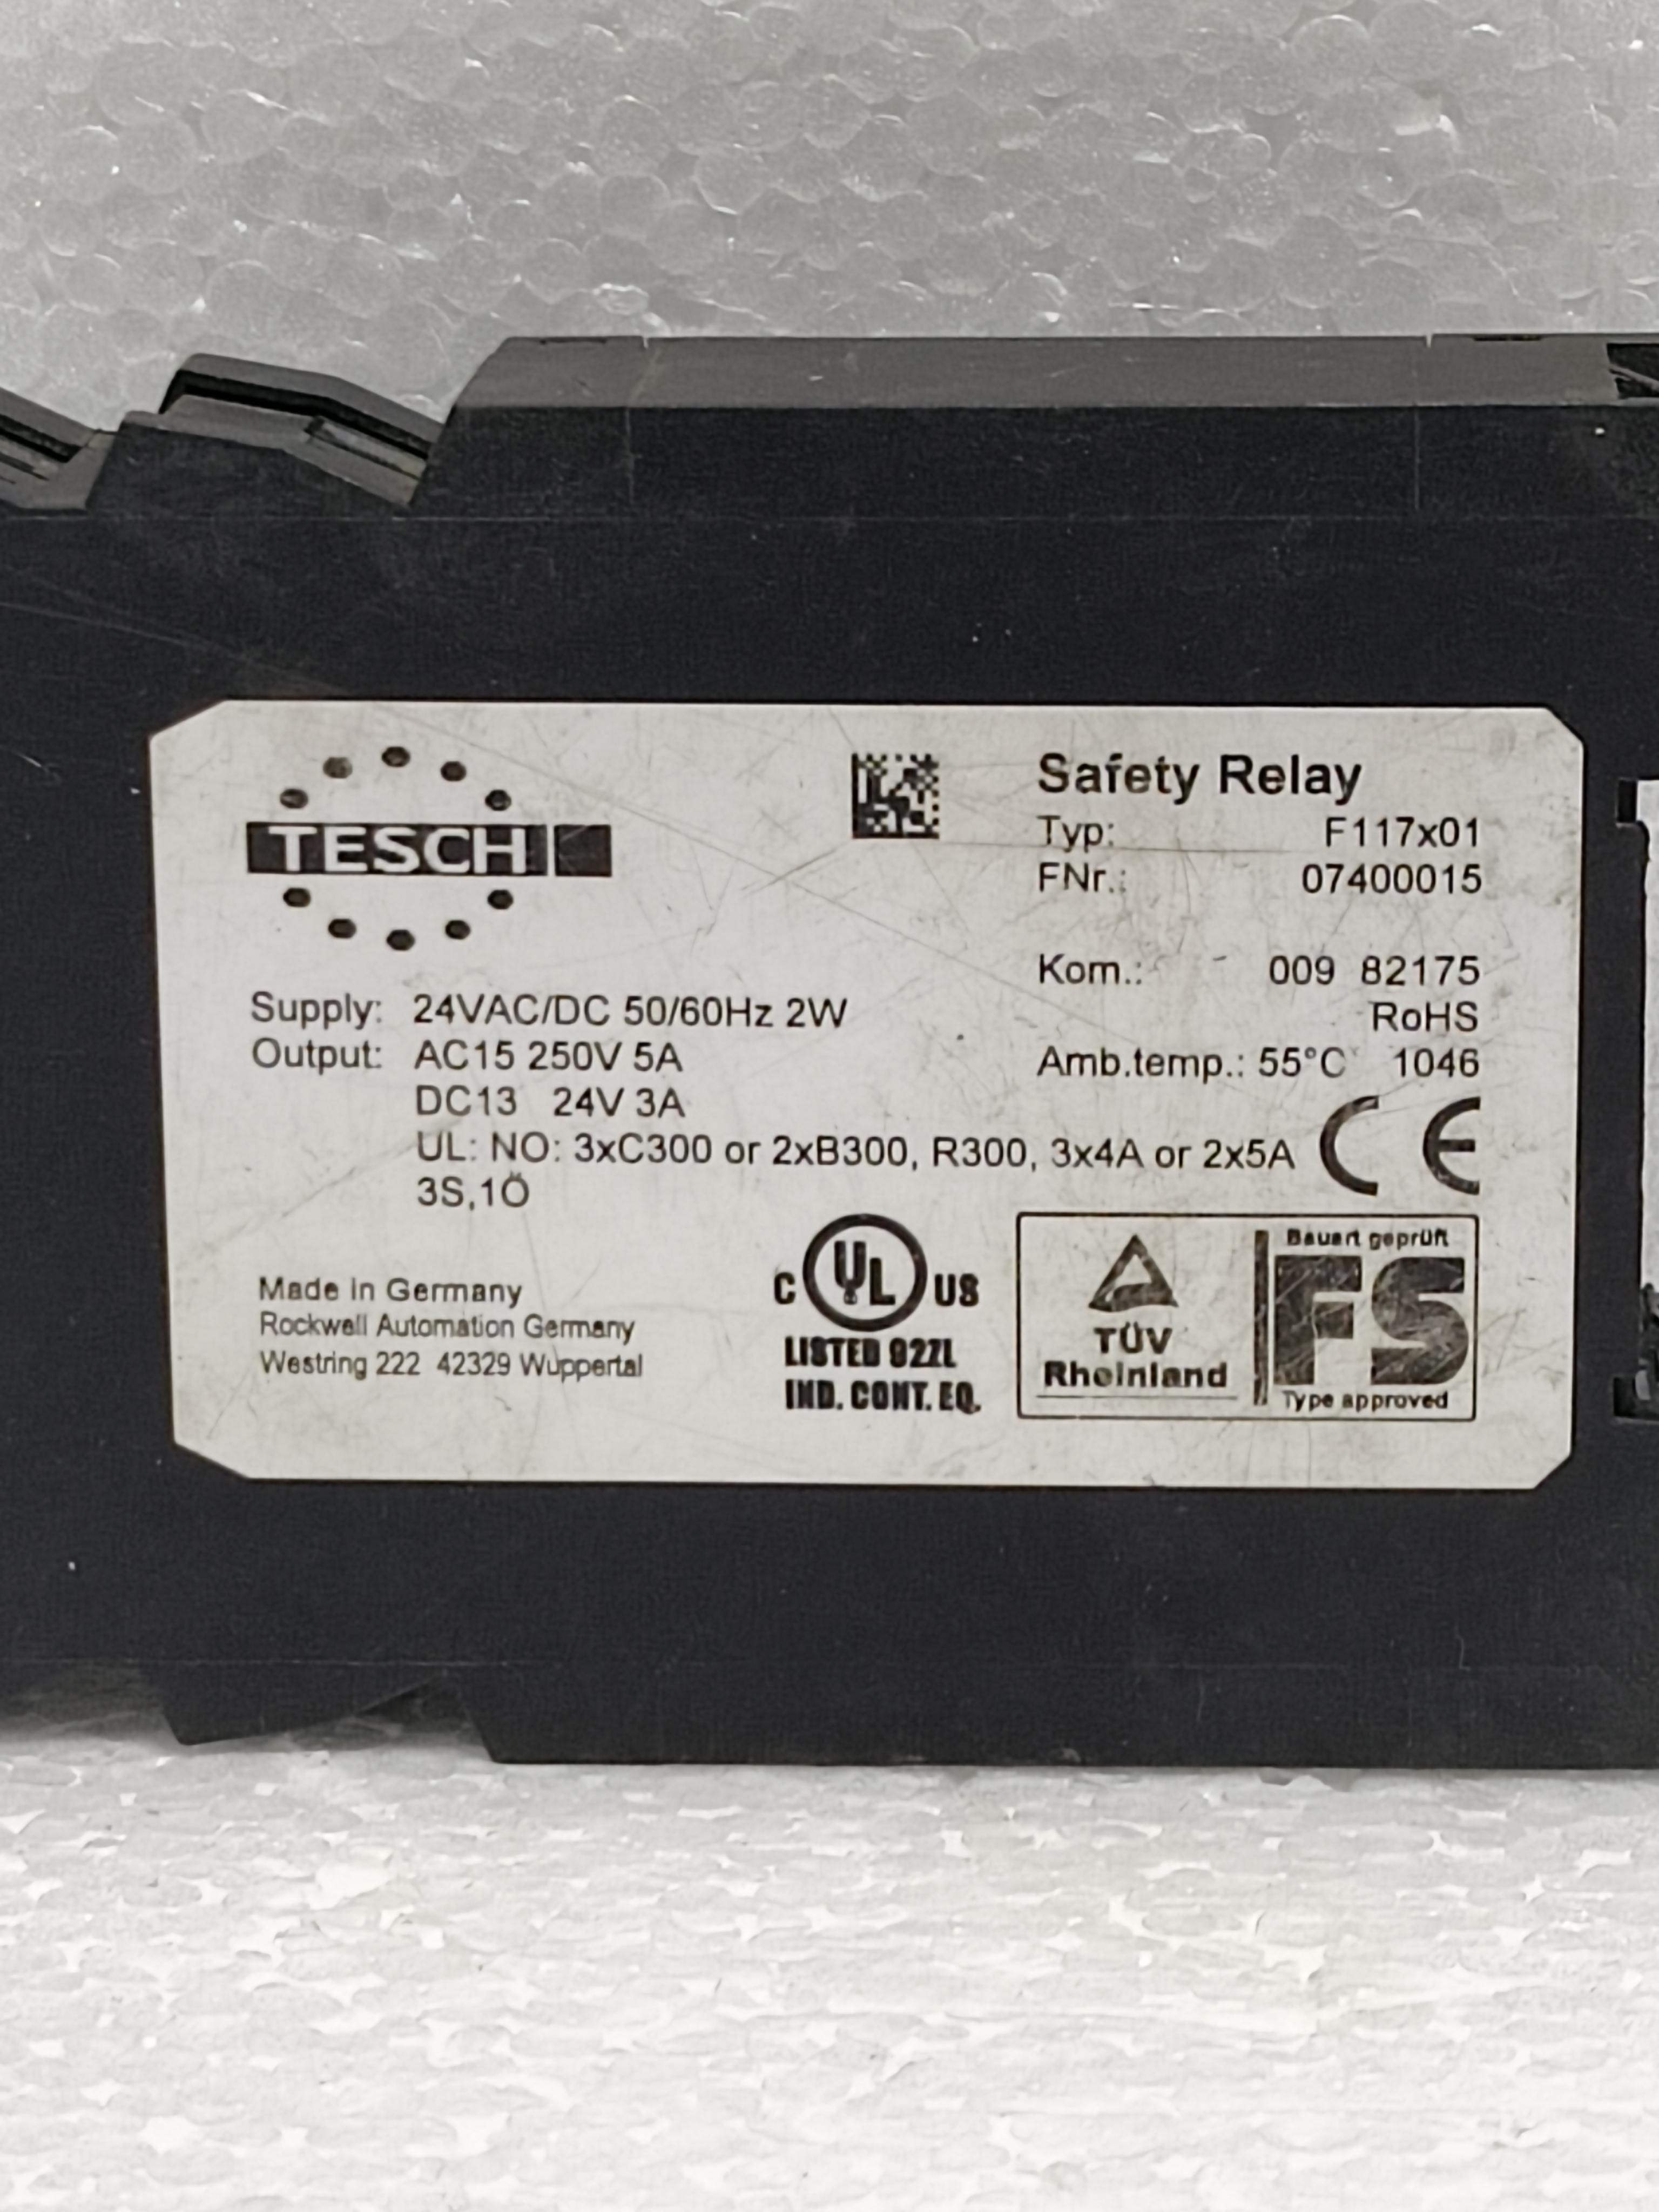 TESCH
Safety Relay
Typ: F117x01
FNr.: 07400015
Kom.: 009 82175
RoHS
Supply: 24VAC/DC 50/60Hz 2W
Output: AC15 250V 5A
Amb.temp.: 55°C 1046
DC13 24V 3A
UL: NO: 3xC300 or 2xB300, R300, 3x4A or 2x5A
CE
3S,1Ö
Made in Germany
Rockwell Automation Germany
Westring 222 42329 Wuppertal
C UL US
LISTED 92ZL
IND. CONT. EQ.
TÜV
Rheinland
Bauart geprüft
FS
Type approved